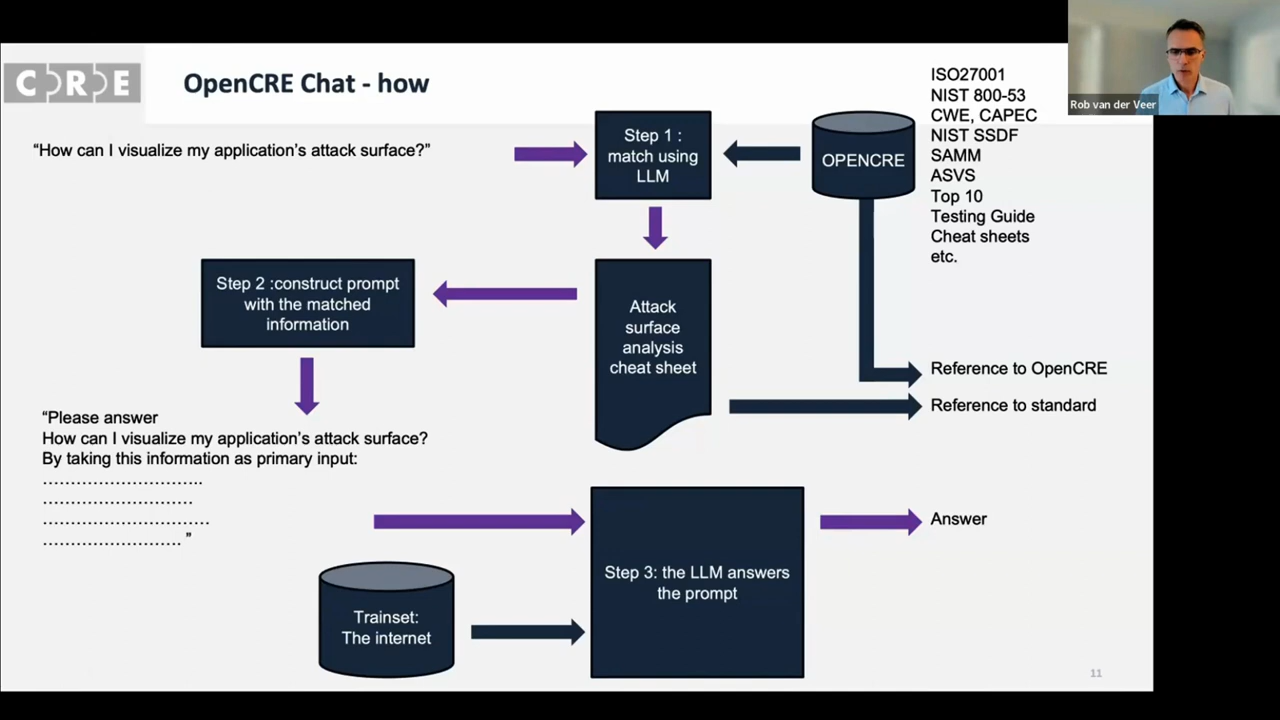 CRE
OpenCRE Chat - how
Rob van der Veer
ISO27001
NIST 800-53
CWE, CAPEC
NIST SSDF
SAMM
ASVS
Top 10
Testing Guide
Cheat sheets
etc.
“How can I visualize my application’s attack surface?”
Step 1 :
match using
LLM
OPENCRE
Step 2 :construct prompt
with the matched
information
Attack
surface
analysis
cheat sheet
Reference to OpenCRE
Reference to standard
“Please answer
How can I visualize my application’s attack surface?
By taking this information as primary input:
…………………………..
………………………
…………………………
……………………. ”
Step 3: the LLM answers
the prompt
Answer
Trainset:
The internet
11